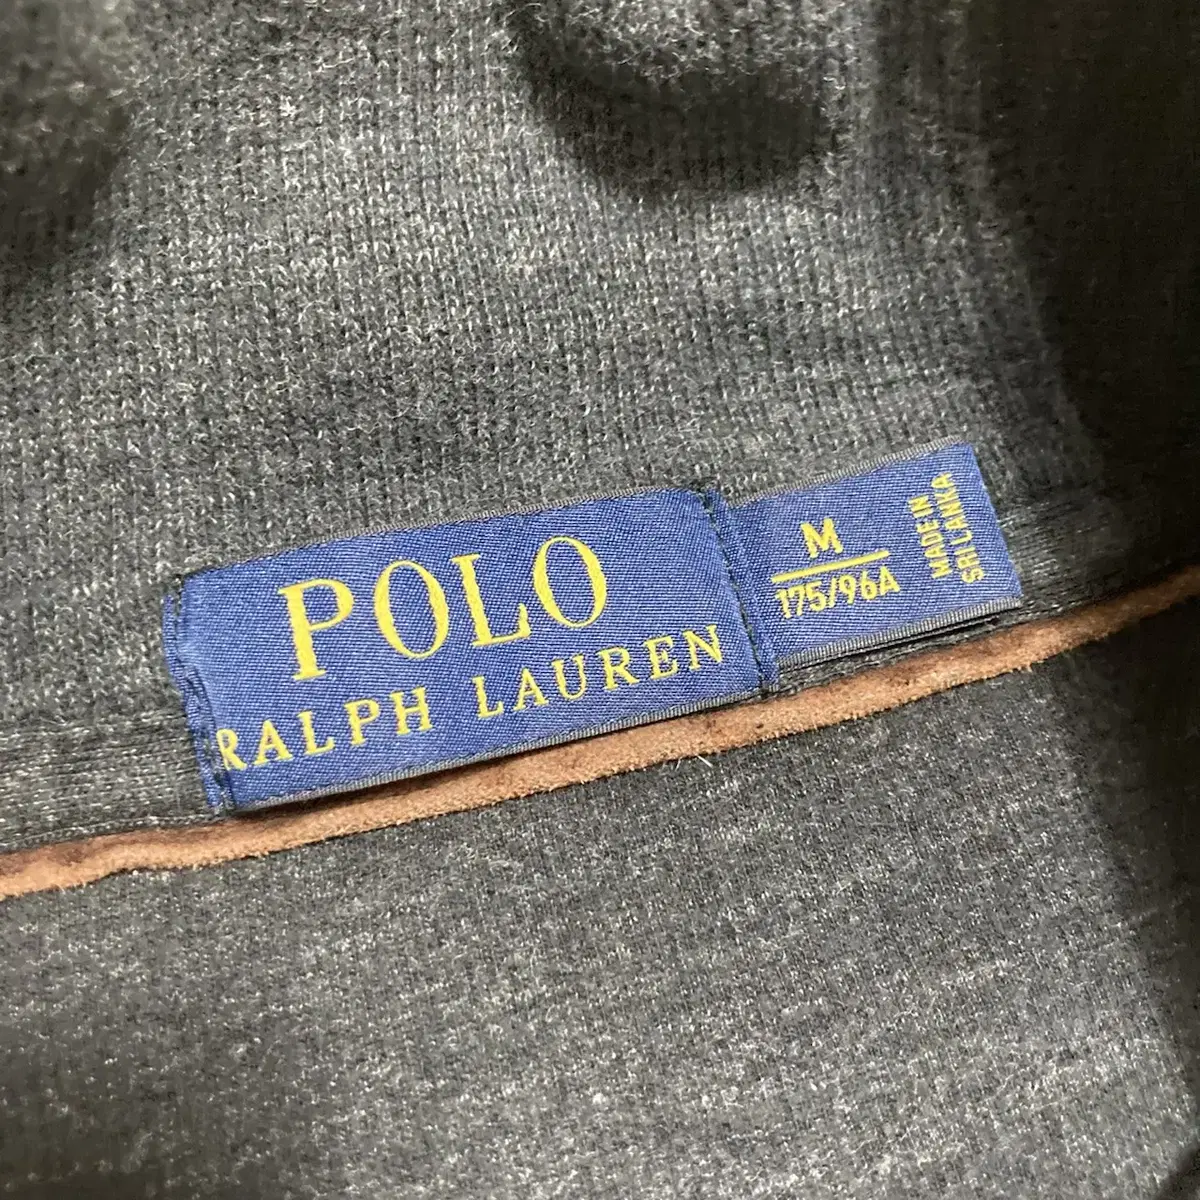 POLO
RALPH LAUREN
M
175/96A
MADE IN
SRI LANKA